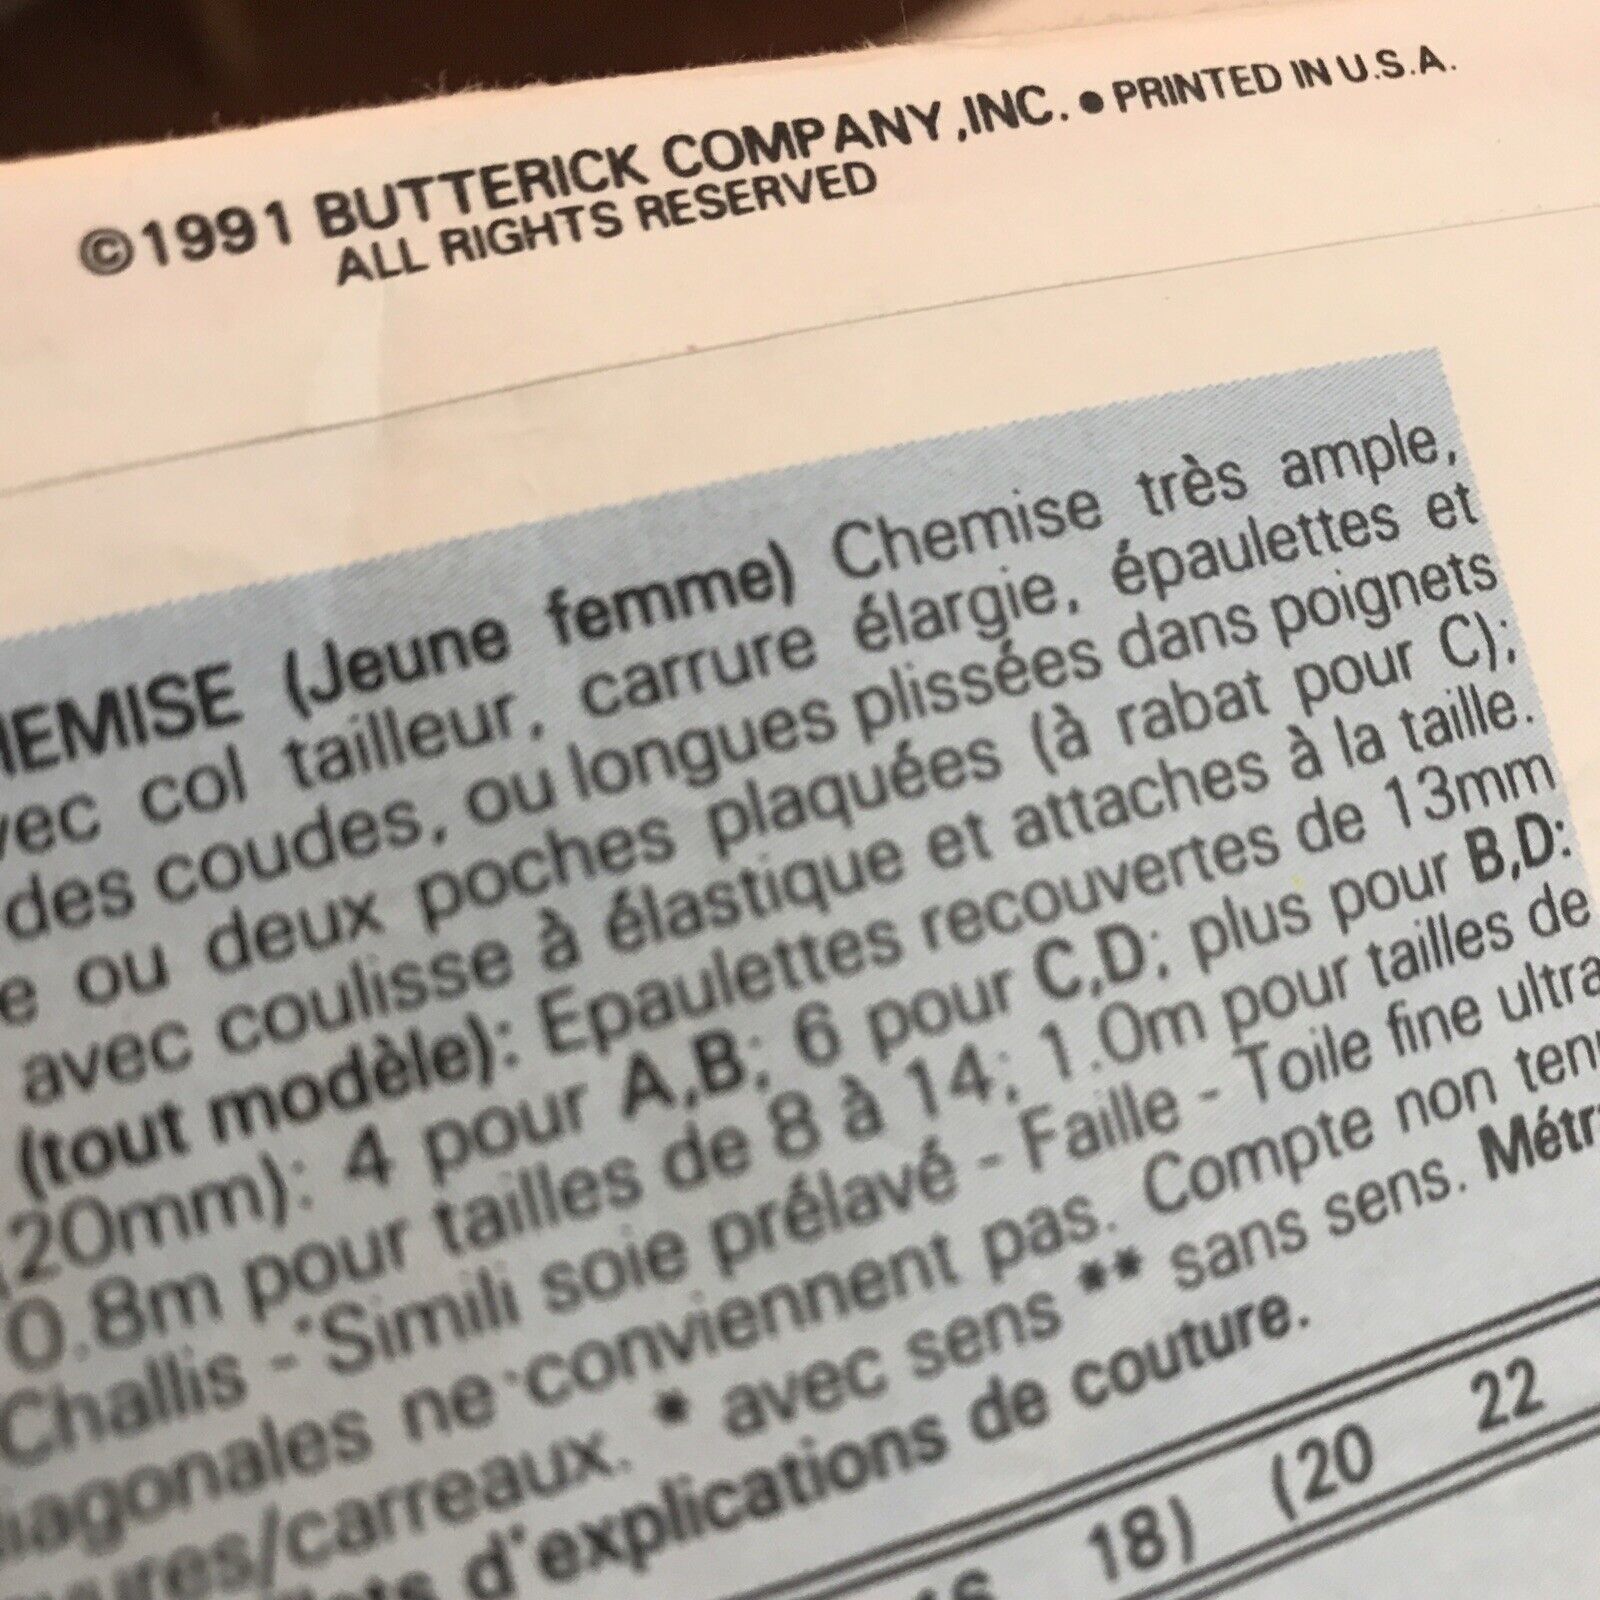 ©1991 BUTTERICK COMPANY,INC. ● PRINTED IN U.S.A.
ALL RIGHTS RESERVED
HEMISE (Jeune femme) Chemise très ample,
vec col tailleur, carrure élargie, épaulettes et
des coudes, ou longues plissées dans poignets
e ou deux poches plaquées (à rabat pour C);
avec coulisse à élastique et attaches à la taille.
(tout modèle): Epaulettes recouvertes de 13mm
20mm): 4 pour A,B; 6 pour C,D; plus pour B,D:
0.8m pour tailles de 8 à 14; 1.0m pour tailles de
Challis - Simili soie prélavé - Faille - Toile fine ultra
iagonales ne conviennent pas. Compte non ten
ures/carreaux. * avec sens ** sans sens. Métr
d'explications de couture.
18) (20 22